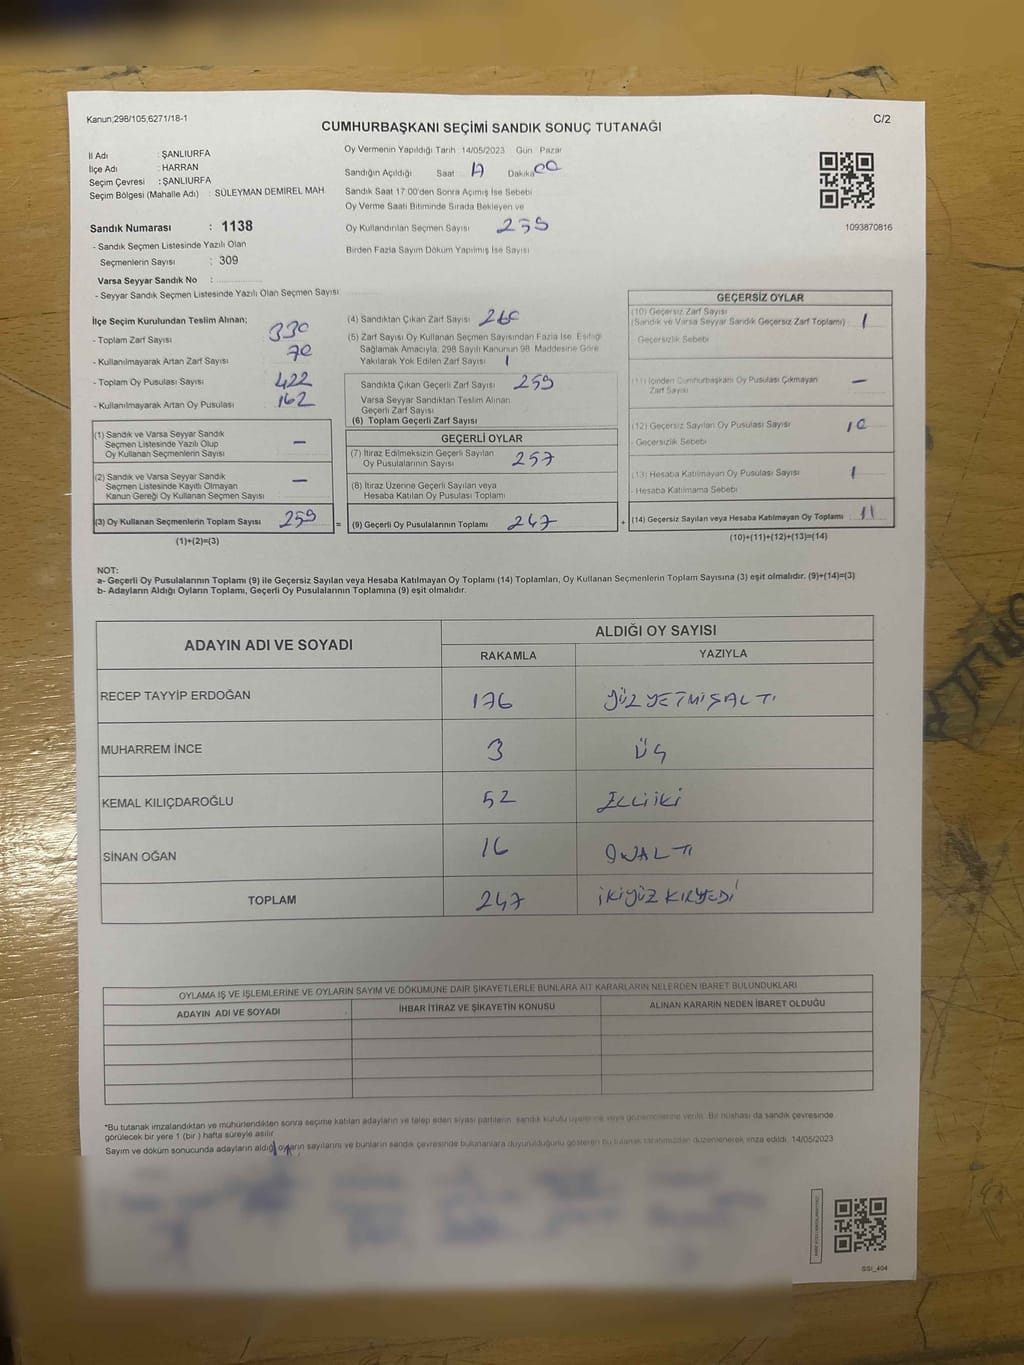 Kanun;298/105;6271/18-1
C/2
CUMHURBAŞKANI SEÇİMİ SANDIK SONUÇ TUTANAĞI
İl Adı : ŞANLIURFA
İlçe Adı : HARRAN
Seçim Çevresi : ŞANLIURFA
Seçim Bölgesi (Mahalle Adı) : SÜLEYMAN DEMIREL MAH.
Sandık Numarası : 1138
- Sandık Seçmen Listesinde Yazılı Olan
Seçmenlerin Sayısı : 309
Varsa Seyyar Sandık No :
- Seyyar Sandık Seçmen Listesinde Yazılı Olan Seçmen Sayısı
Oy Vermenin Yapıldığı Tarih : 14/05/2023 Gün : Pazar
Sandığın Açıldığı Saat 17 Dakika 00
Sandık Saat 17:00'den Sonra Açımış İse Sebebi
Oy Verme Saati Bitiminde Sırada Bekleyen ve
Oy Kullandırılan Seçmen Sayısı 259
Birden Fazla Sayım Döküm Yapılmış İse Sayısı
1093870816
İlçe Seçim Kurulundan Teslim Alınan;
- Toplam Zarf Sayısı : 330
- Kullanılmayarak Artan Zarf Sayısı : 70
- Toplam Oy Pusulası Sayısı : 422
- Kullanılmayarak Artan Oy Pusulası : 162
(1) Sandık ve Varsa Seyyar Sandık
Seçmen Listesinde Yazılı Olup
Oy Kullanan Seçmenlerin Sayısı : –
(2) Sandık ve Varsa Seyyar Sandık
Seçmen Listesinde Kayıtlı Olmayan
Kanun Gereği Oy Kullanan Seçmen Sayısı : –
(3) Oy Kullanan Seçmenlerin Toplam Sayısı : 259 =
(1)+(2)=(3)
(4) Sandıktan Çıkan Zarf Sayısı : 260
(5) Zarf Sayısı Oy Kullanan Seçmen Sayısından Fazla İse, Eşitliği
Sağlamak Amacıyla, 298 Sayılı Kanunun 98. Maddesine Göre
Yakılarak Yok Edilen Zarf Sayısı : 1
Sandıkta Çıkan Geçerli Zarf Sayısı : 259
Varsa Seyyar Sandıktan Teslim Alınan
Geçerli Zarf Sayısı
(6) Toplam Geçerli Zarf Sayısı
GEÇERLİ OYLAR
(7) İtiraz Edilmeksizin Geçerli Sayılan
Oy Pusulalarının Sayısı : 257
(8) İtiraz Üzerine Geçerli Sayılan veya
Hesaba Katılan Oy Pusulası Toplamı
(9) Geçerli Oy Pusulalarının Toplamı : 247 +
GEÇERSİZ OYLAR
(10) Geçersiz Zarf Sayısı
(Sandık ve Varsa Seyyar Sandık Geçersiz Zarf Toplamı) : 1
Geçersizlik Sebebi
(11) İçinden Cumhurbaşkanı Oy Pusulası Çıkmayan
Zarf Sayısı : –
(12) Geçersiz Sayılan Oy Pusulası Sayısı : 10
- Geçersizlik Sebebi
(13) Hesaba Katılmayan Oy Pusulası Sayısı : 1
- Hesaba Katılmama Sebebi
(14) Geçersiz Sayılan veya Hesaba Katılmayan Oy Toplamı : 11
(10)+(11)+(12)+(13)=(14)
NOT:
a- Geçerli Oy Pusulalarının Toplamı (9) ile Geçersiz Sayılan veya Hesaba Katılmayan Oy Toplamı (14) Toplamları, Oy Kullanan Seçmenlerin Toplam Sayısına (3) eşit olmalıdır. (9)+(14)=(3)
b- Adayların Aldığı Oyların Toplamı, Geçerli Oy Pusulalarının Toplamına (9) eşit olmalıdır.
ADAYIN ADI VE SOYADI ALDIĞI OY SAYISI
RAKAMLA YAZIYLA
RECEP TAYYİP ERDOĞAN 176 YÜZ YETMİŞALTI
MUHARREM İNCE 3 ÜÇ
KEMAL KILIÇDAROĞLU 52 ELLİİKİ
SİNAN OĞAN 16 ONALTI
TOPLAM 247 İKİYÜZ KIRKYEDİ
OYLAMA İŞ VE İŞLEMLERİNE VE OYLARIN SAYIM VE DÖKÜMÜNE DAİR ŞİKAYETLERLE BUNLARA AİT KARARLARIN NELERDEN İBARET BULUNDUKLARI
ADAYIN ADI VE SOYADI İHBAR İTİRAZ VE ŞİKAYETİN KONUSU ALINAN KARARIN NEDEN İBARET OLDUĞU
*Bu tutanak imzalandıktan ve mühürlendikten sonra seçime katılan adayların ve talep eden siyasi partilerin sandık kurulu üyelerine veya gözlemcilerine verilir. Bir nüshası da sandık çevresinde
görülecek bir yere 1 (bir) hafta süreyle asılır.
Sayım ve döküm sonucunda adayların aldığı oyların sayılarını ve bunların sandık çevresinde bulunanlara duyurulduğunu gösteren bu tutanak tarafımızdan düzenlenerek imza edildi. 14/05/2023
SSI_404